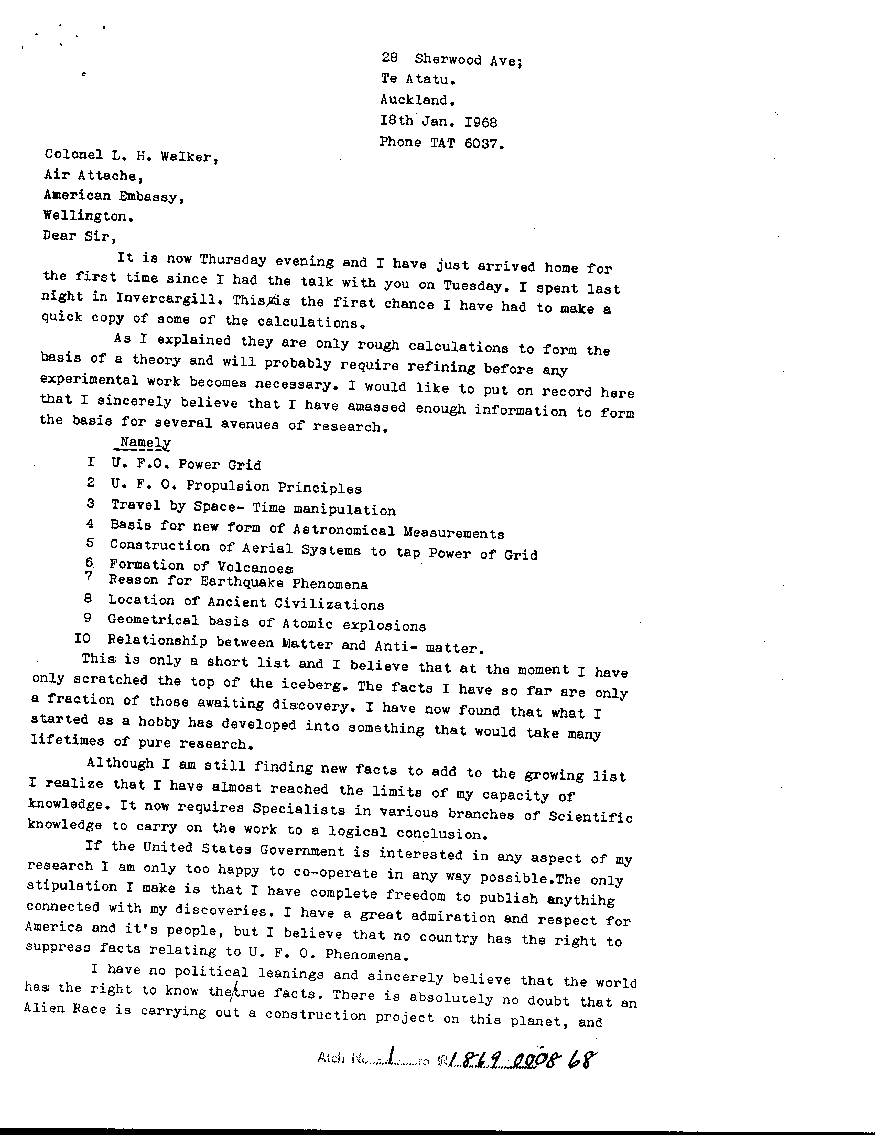 28 Sherwood Ave;
Te Atatu.
Auckland.
I8th Jan. I968
Phone TAT 6037.
Colonel L. H. Walker,
Air Attache,
American Embassy,
Wellington.
Dear Sir,
It is now Thursday evening and I have just arrived home for
the first time since I had the talk with you on Tuesday. I spent last
night in Invercargill. This is the first chance I have had to make a
quick copy of some of the calculations.
As I explained they are only rough calculations to form the
basis of a theory and will probably require refining before any
experimental work becomes necessary. I would like to put on record here
that I sincerely believe that I have amassed enough information to form
the basis for several avenues of research.
Namely
I U. F.O. Power Grid
2 U. F. O. Propulsion Principles
3 Travel by Space- Time manipulation
4 Basis for new form of Astronomical Measurements
5 Construction of Aerial Systems to tap Power of Grid
6 Formation of Volcanoes
7 Reason for Earthquake Phenomena
8 Location of Ancient Civilizations
9 Geometrical basis of Atomic explosions
IO Relationship between Matter and Anti- matter.
This is only a short list and I believe that at the moment I have
only scratched the top of the iceberg. The facts I have so far are only
a fraction of those awaiting discovery. I have now found that what I
started as a hobby has developed into something that would take many
lifetimes of pure research.
Although I am still finding new facts to add to the growing list
I realize that I have almost reached the limits of my capacity of
knowledge. It now requires Specialists in various branches of Scientific
knowledge to carry on the work to a logical conclusion.
If the United States Government is interested in any aspect of my
research I am only too happy to co-operate in any way possible.The only
stipulation I make is that I have complete freedom to publish anythihg
connected with my discoveries. I have a great admiration and respect for
America and it's people, but I believe that no country has the right to
suppress facts relating to U. F. O. Phenomena.
I have no political leanings and sincerely believe that the world
has the right to know the/true facts. There is absolutely no doubt that an
Alien Race is carrying out a construction project on this planet, and
Atch No 1 to 1869 0008 68